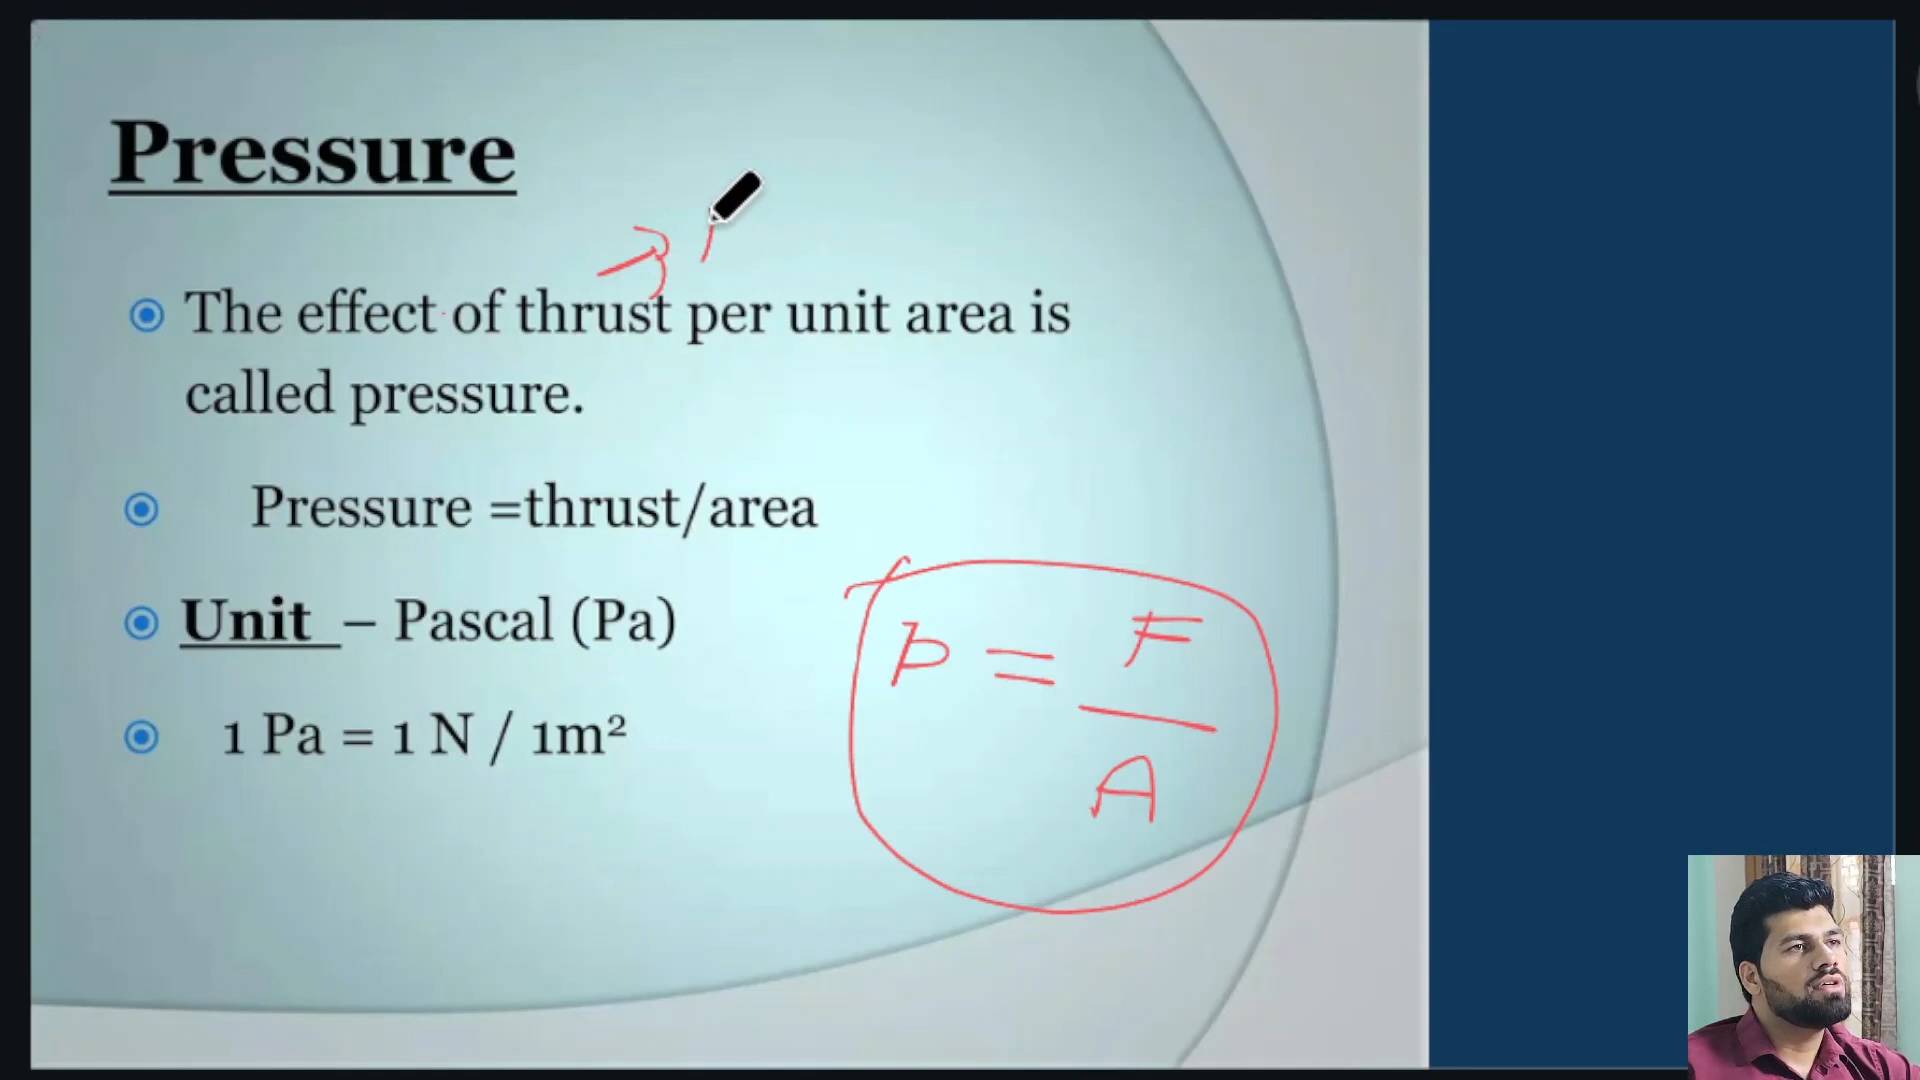 Pressure
The effect of thrust per unit area is
called pressure.
Pressure =thrust/area
Unit – Pascal (Pa)
1 Pa = 1 N / 1m²
P = F
A